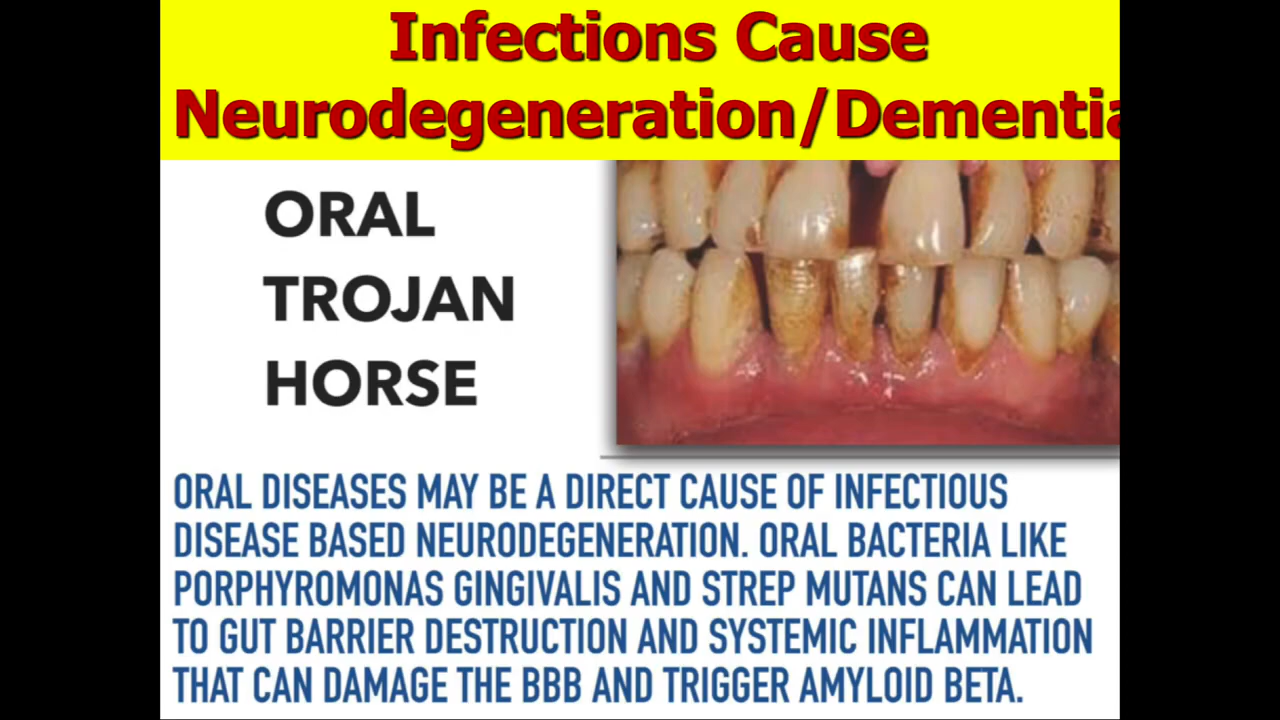 Infections Cause
Neurodegeneration/Dementia
ORAL
TROJAN
HORSE
ORAL DISEASES MAY BE A DIRECT CAUSE OF INFECTIOUS
DISEASE BASED NEURODEGENERATION. ORAL BACTERIA LIKE
PORPHYROMONAS GINGIVALIS AND STREP MUTANS CAN LEAD
TO GUT BARRIER DESTRUCTION AND SYSTEMIC INFLAMMATION
THAT CAN DAMAGE THE BBB AND TRIGGER AMYLOID BETA.